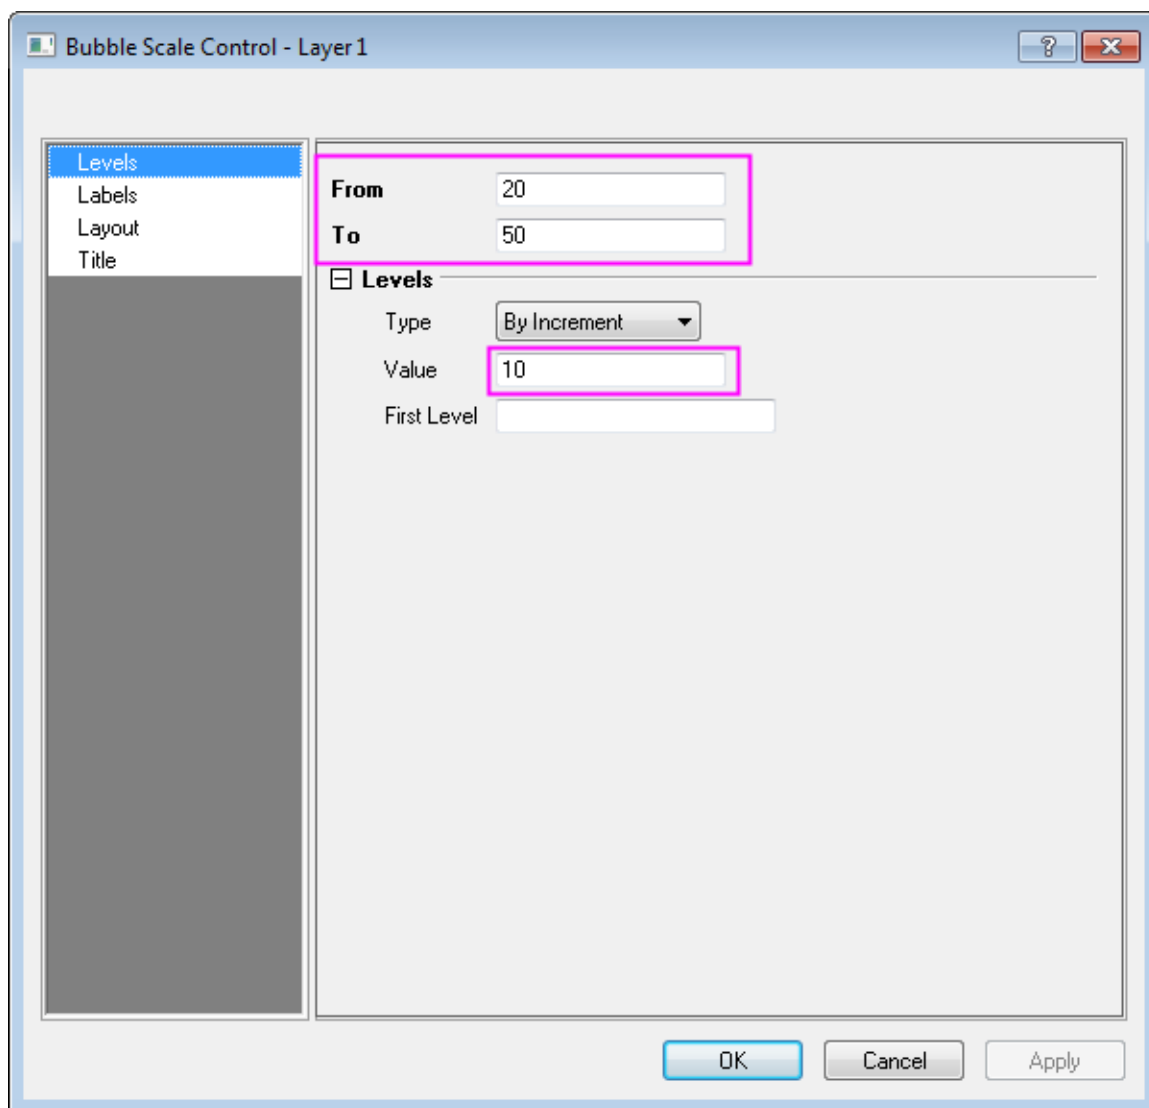 Bubble Scale Control - Layer 1
?
Levels
Labels
Layout
Title
From 20
To 50
Levels
Type By Increment
Value 10
First Level
OK Cancel Apply